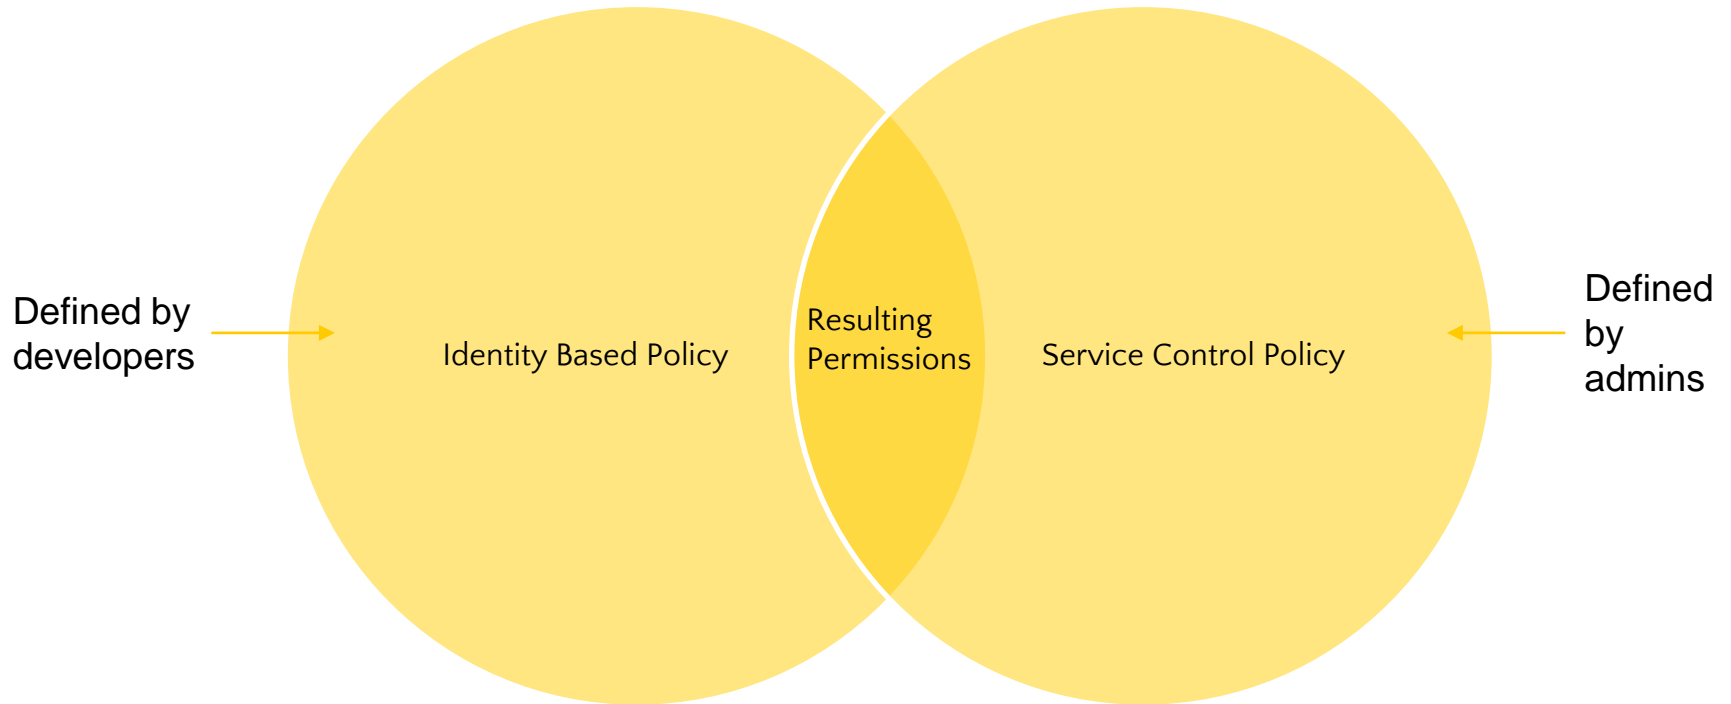 Defined by
developers
Identity Based Policy
Resulting
Permissions
Service Control Policy
Defined
by
admins